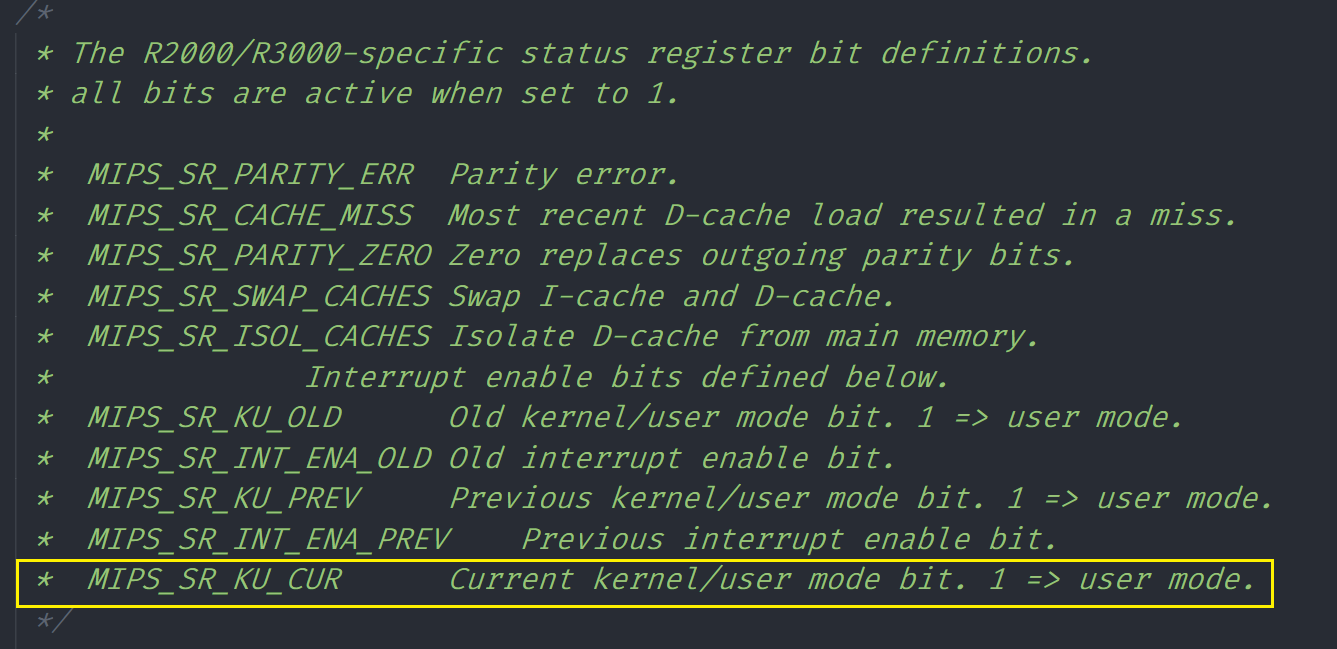 /*
* The R2000/R3000-specific status register bit definitions.
* all bits are active when set to 1.
*
* MIPS_SR_PARITY_ERR Parity error.
* MIPS_SR_CACHE_MISS Most recent D-cache load resulted in a miss.
* MIPS_SR_PARITY_ZERO Zero replaces outgoing parity bits.
* MIPS_SR_SWAP_CACHES Swap I-cache and D-cache.
* MIPS_SR_ISOL_CACHES Isolate D-cache from main memory.
* Interrupt enable bits defined below.
* MIPS_SR_KU_OLD Old kernel/user mode bit. 1 => user mode.
* MIPS_SR_INT_ENA_OLD Old interrupt enable bit.
* MIPS_SR_KU_PREV Previous kernel/user mode bit. 1 => user mode.
* MIPS_SR_INT_ENA_PREV Previous interrupt enable bit.
* MIPS_SR_KU_CUR Current kernel/user mode bit. 1 => user mode.
*/